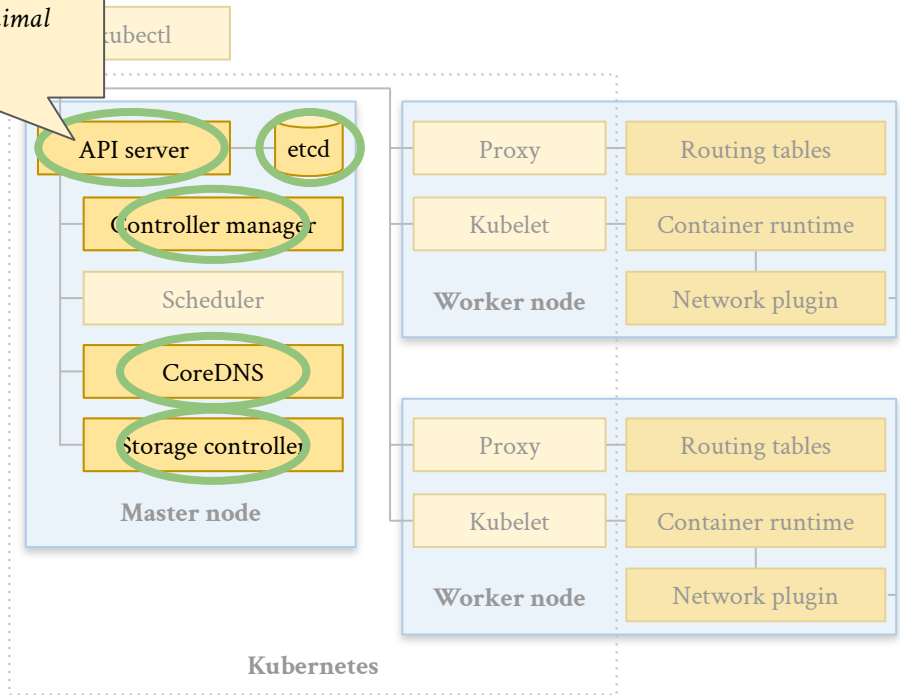 kubectl
API server
etcd
Controller manager
Scheduler
CoreDNS
Storage controller
Master node
Proxy
Routing tables
Kubelet
Container runtime
Worker node
Network plugin
Proxy
Routing tables
Kubelet
Container runtime
Worker node
Network plugin
Kubernetes